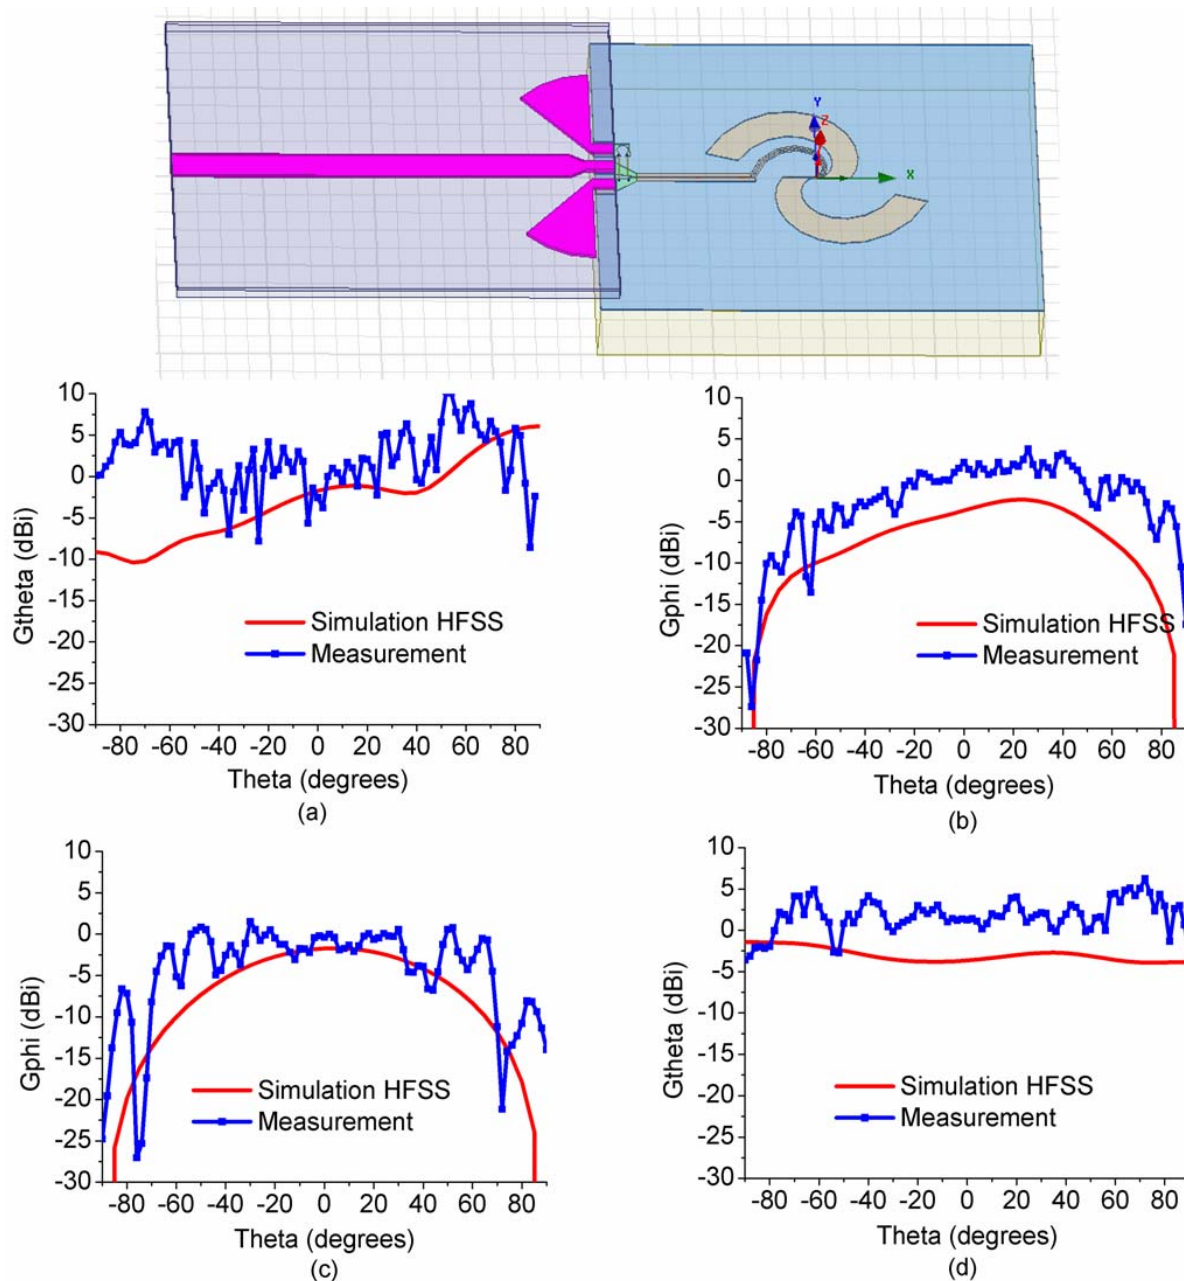 Y
Z
X
10
5
0
-5
-10
-15
-20
-25
-30
Gtheta (dBi)
Simulation HFSS
Measurement
-80 -60 -40 -20 0 20 40 60 80
Theta (degrees)
(a)
10
5
0
-5
-10
-15
-20
-25
-30
Gphi (dBi)
Simulation HFSS
Measurement
-80 -60 -40 -20 0 20 40 60 80
Theta (degrees)
(b)
10
5
0
-5
-10
-15
-20
-25
-30
Gphi (dBi)
Simulation HFSS
Measurement
-80 -60 -40 -20 0 20 40 60 80
Theta (degrees)
(c)
10
5
0
-5
-10
-15
-20
-25
-30
Gtheta (dBi)
Simulation HFSS
Measurement
-80 -60 -40 -20 0 20 40 60 80
Theta (degrees)
(d)